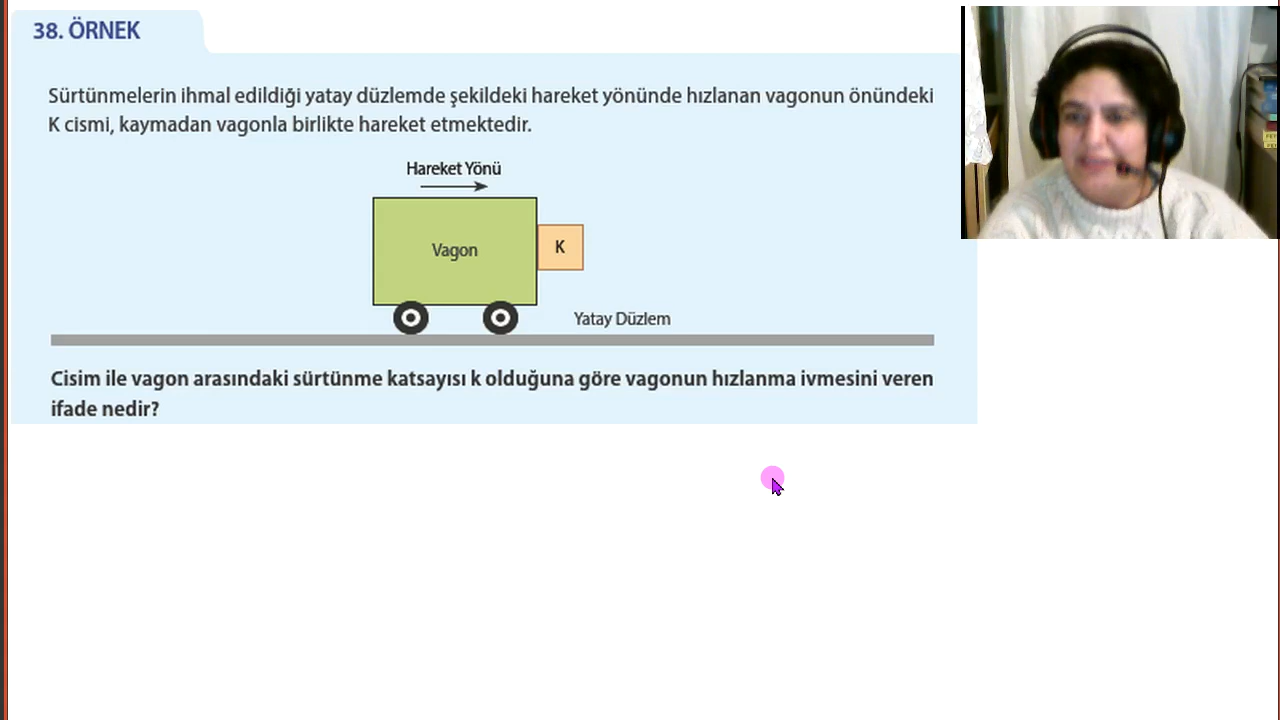 38. ÖRNEK
Sürtünmelerin ihmal edildiği yatay düzlemde şekildeki hareket yönünde hızlanan vagonun önündeki
K cismi, kaymadan vagonla birlikte hareket etmektedir.
Hareket Yönü
Vagon
K
Yatay Düzlem
Cisim ile vagon arasındaki sürtünme katsayısı k olduğuna göre vagonun hızlanma ivmesini veren
ifade nedir?